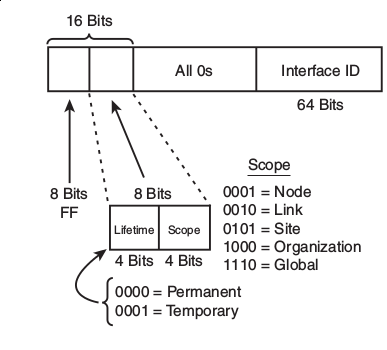 16 Bits
All 0s
Interface ID
64 Bits
8 Bits
FF
8 Bits
Lifetime
Scope
4 Bits
4 Bits
Scope
0001 = Node
0010 = Link
0101 = Site
1000 = Organization
1110 = Global
0000 = Permanent
0001 = Temporary